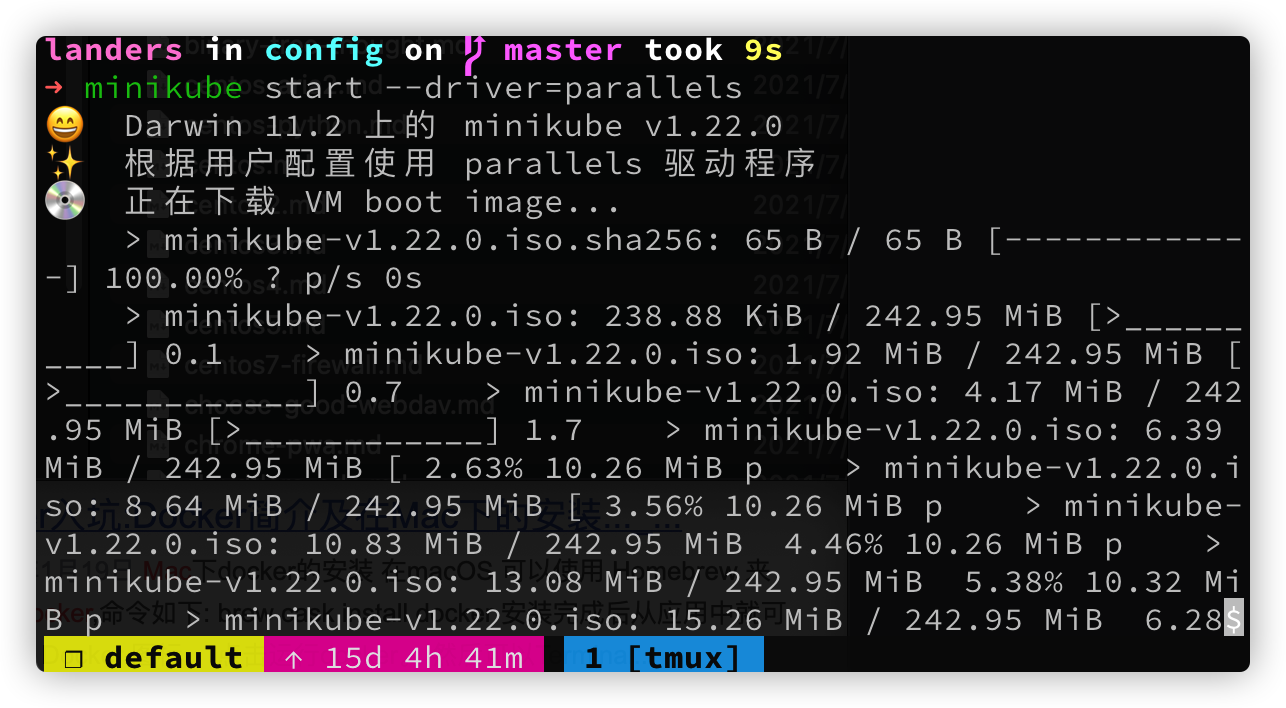 landers in config on master took 9s
➜ minikube start --driver=parallels
😄 Darwin 11.2 上的 minikube v1.22.0
✨ 根据用户配置使用 parallels 驱动程序
💿 正在下载 VM boot image...
> minikube-v1.22.0.iso.sha256: 65 B / 65 B [------------
-] 100.00% ? p/s 0s
> minikube-v1.22.0.iso: 238.88 KiB / 242.95 MiB [>______
____] 0.1 > minikube-v1.22.0.iso: 1.92 MiB / 242.95 MiB [
>____________] 0.7 > minikube-v1.22.0.iso: 4.17 MiB / 242
.95 MiB [>____________] 1.7 > minikube-v1.22.0.iso: 6.39
MiB / 242.95 MiB [ 2.63% 10.26 MiB p > minikube-v1.22.0.i
so: 8.64 MiB / 242.95 MiB [ 3.56% 10.26 MiB p > minikube-
v1.22.0.iso: 10.83 MiB / 242.95 MiB 4.46% 10.26 MiB p >
minikube-v1.22.0.iso: 13.08 MiB / 242.95 MiB 5.38% 10.32 Mi
B p > minikube-v1.22.0.iso: 15.26 MiB / 242.95 MiB 6.28$
❐ default ↑ 15d 4h 41m 1 [tmux]